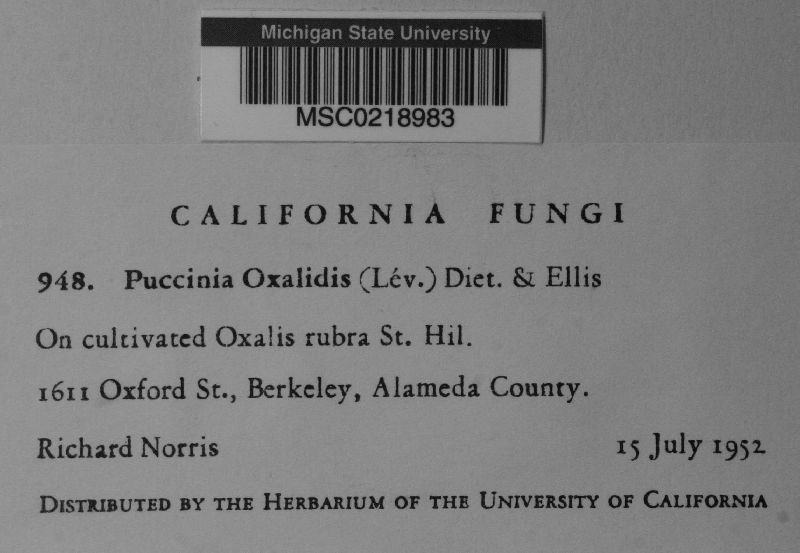 Michigan State University
MSC0218983
CALIFORNIA FUNGI
948. Puccinia Oxalidis (Lév.) Diet. & Ellis
On cultivated Oxalis rubra St. Hil.
1611 Oxford St., Berkeley, Alameda County.
Richard Norris 15 July 1952
DISTRIBUTED BY THE HERBARIUM OF THE UNIVERSITY OF CALIFORNIA